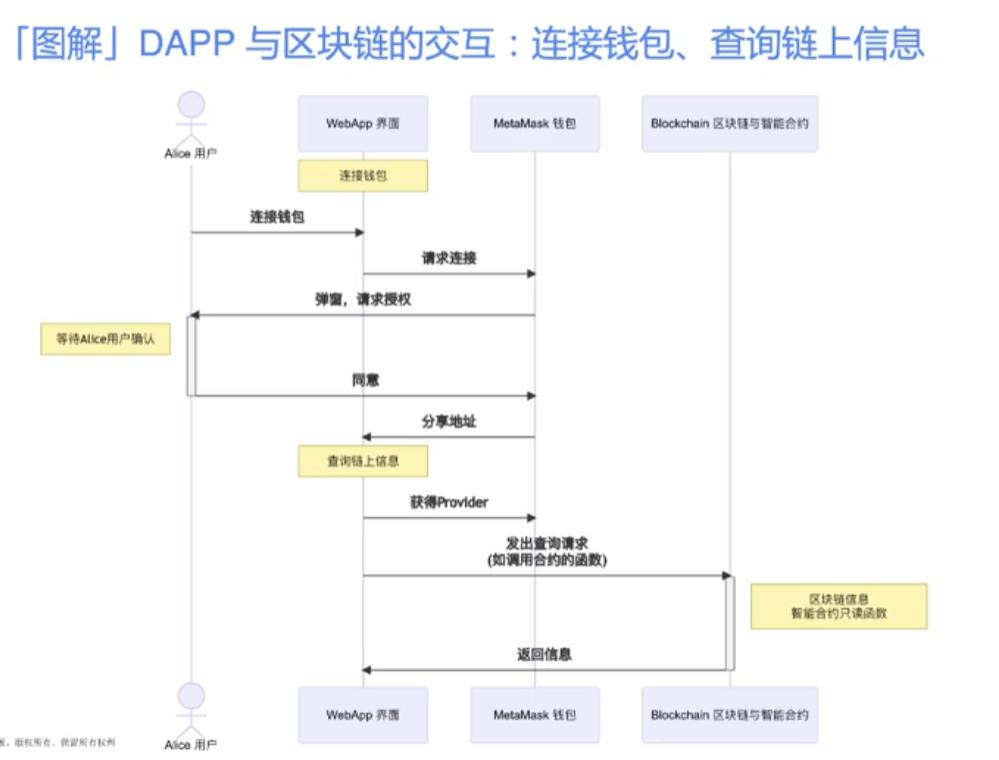 「图解」DAPP 与区块链的交互：连接钱包、查询链上信息
Alice 用户
WebApp 界面
MetaMask 钱包
Blockchain 区块链与智能合约
连接钱包
连接钱包
请求连接
弹窗，请求授权
等待Alice用户确认
同意
分享地址
查询链上信息
获得Provider
发出查询请求
(如调用合约的函数)
区块链信息
智能合约只读函数
返回信息
WebApp 界面
MetaMask 钱包
Blockchain 区块链与智能合约
Alice 用户
版权所有，保留所有权利